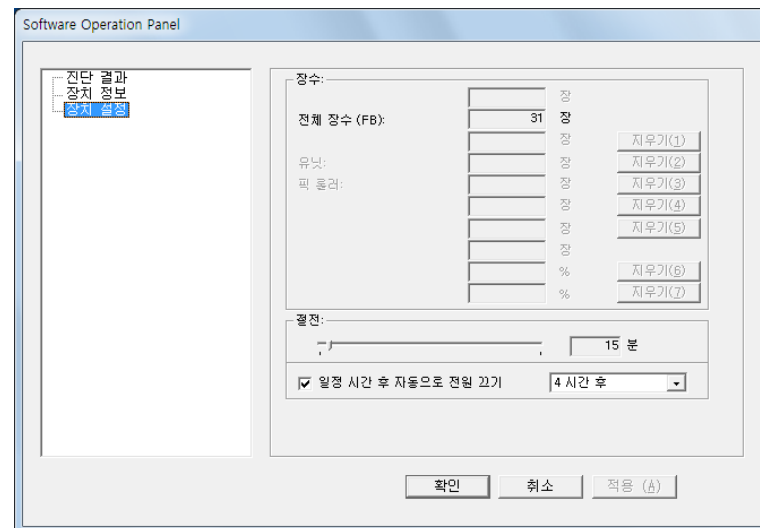 Software Operation Panel
진단 결과
장치 정보
장치 설정
장수:
장
전체 장수 (FB): 31 장
장 지우기(1)
유닛: 장 지우기(2)
픽 롤러: 장 지우기(3)
장 지우기(4)
장 지우기(5)
장
% 지우기(6)
% 지우기(7)
절전:
15 분
일정 시간 후 자동으로 전원 끄기 4 시간 후
확인 취소 적용 (A)